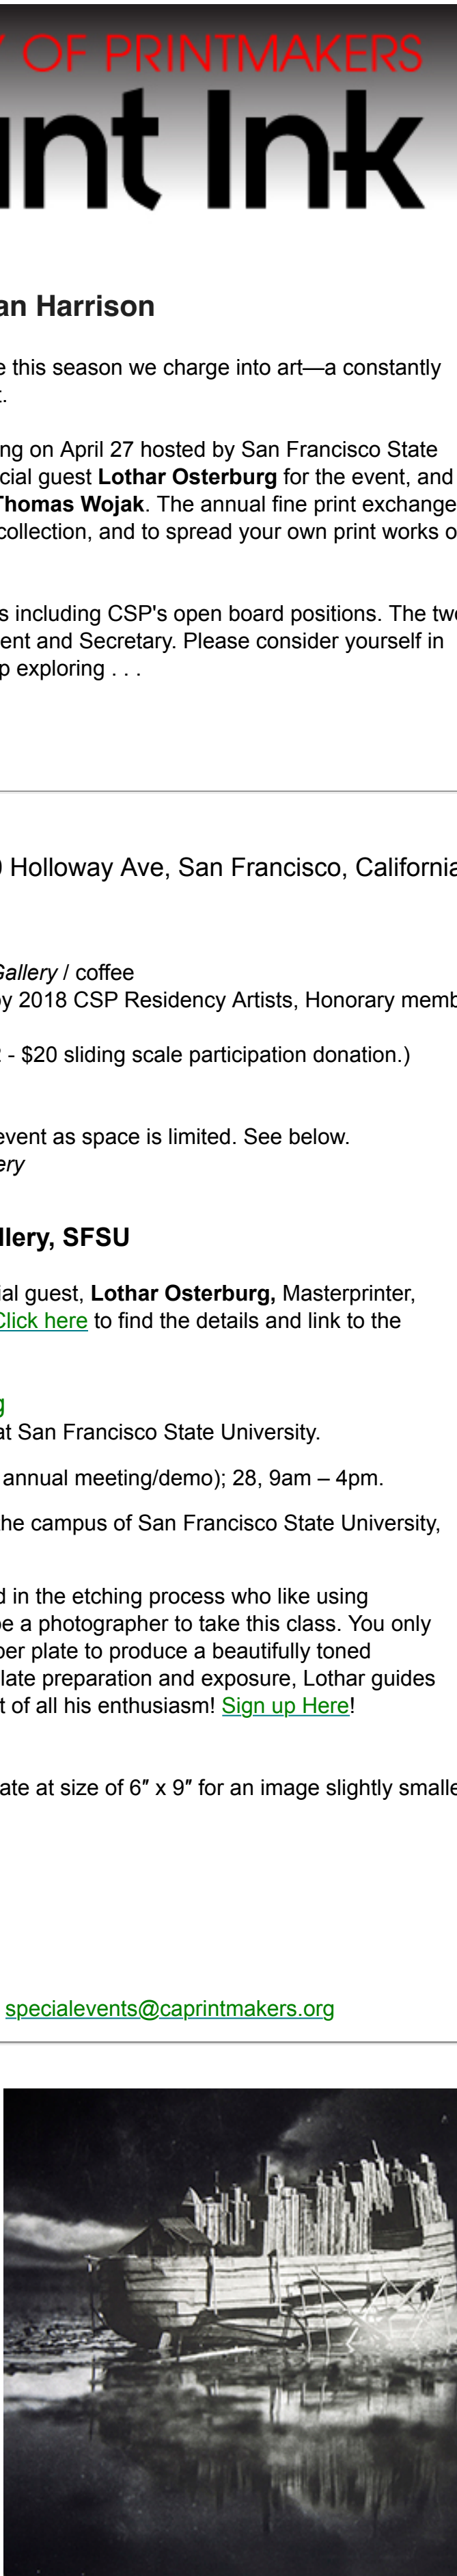 Y OF PRINTMAKERS
unt Ink
an Harrison
e this season we charge into art—a constantly
t.
ng on April 27 hosted by San Francisco State
cial guest Lothar Osterburg for the event, and
Thomas Wojak. The annual fine print exchange
collection, and to spread your own print works o
s including CSP's open board positions. The tw
ent and Secretary. Please consider yourself in
p exploring . . .
0 Holloway Ave, San Francisco, California
Gallery / coffee
by 2018 CSP Residency Artists, Honorary memb
2 - $20 sliding scale participation donation.)
event as space is limited. See below.
ery
llery, SFSU
ial guest, Lothar Osterburg, Masterprinter,
Click here to find the details and link to the
g
at San Francisco State University.
annual meeting/demo); 28, 9am – 4pm.
the campus of San Francisco State University,
d in the etching process who like using
be a photographer to take this class. You only
per plate to produce a beautifully toned
late preparation and exposure, Lothar guides
t of all his enthusiasm! Sign up Here!
ate at size of 6″ x 9″ for an image slightly smalle
specialevents@caprintmakers.org